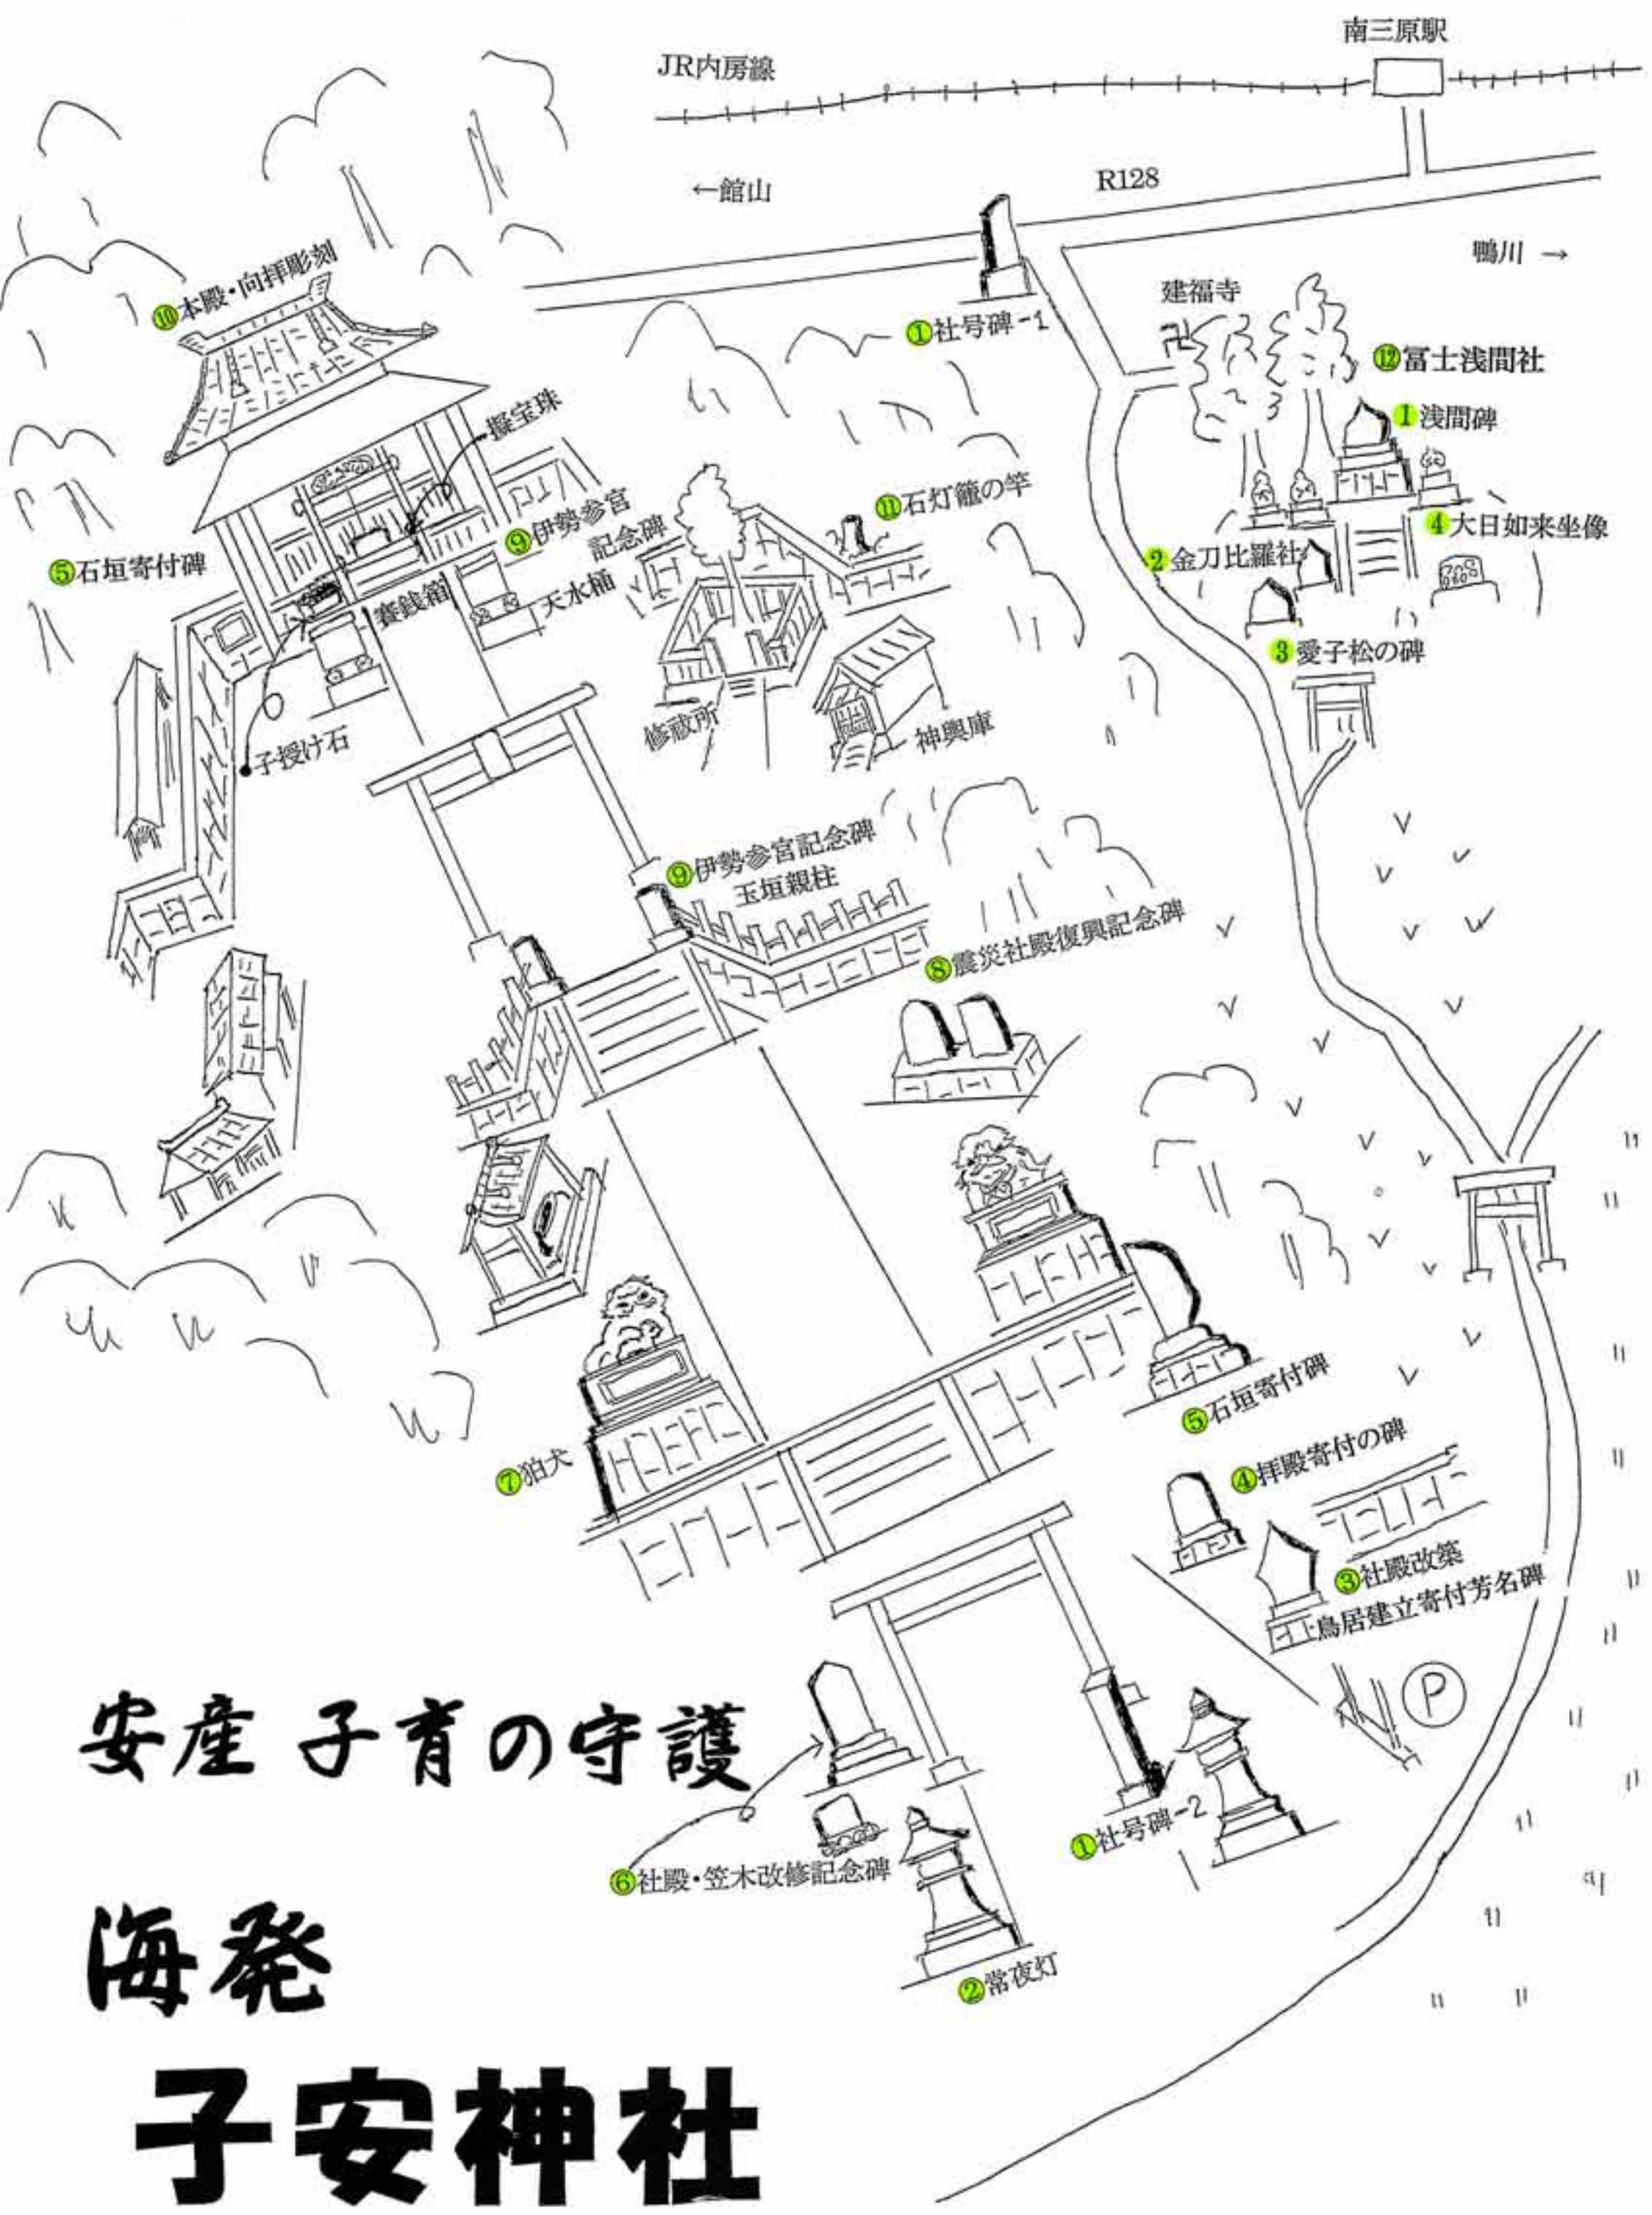 南三原駅
JR内房線
←館山
R128
鴨川 →
①社号碑-1
建福寺
⑫冨士浅間社
1 浅間碑
4 大日如来坐像
2 金刀比羅社
3 愛子松の碑
⑩本殿・向拝彫刻
擬宝珠
⑨伊勢参宮
記念碑
⑪石灯籠の竿
⑤石垣寄付碑
賽銭箱
天水桶
子授け石
修祓所
神輿庫
⑨伊勢参宮記念碑
玉垣親柱
⑧震災社殿復興記念碑
⑤石垣寄付碑
⑦狛犬
④拝殿寄付の碑
③社殿改築
鳥居建立寄付芳名碑
P
①社号碑-2
⑥社殿・笠木改修記念碑
②常夜灯
安産 子育の守護
海発
子安神社